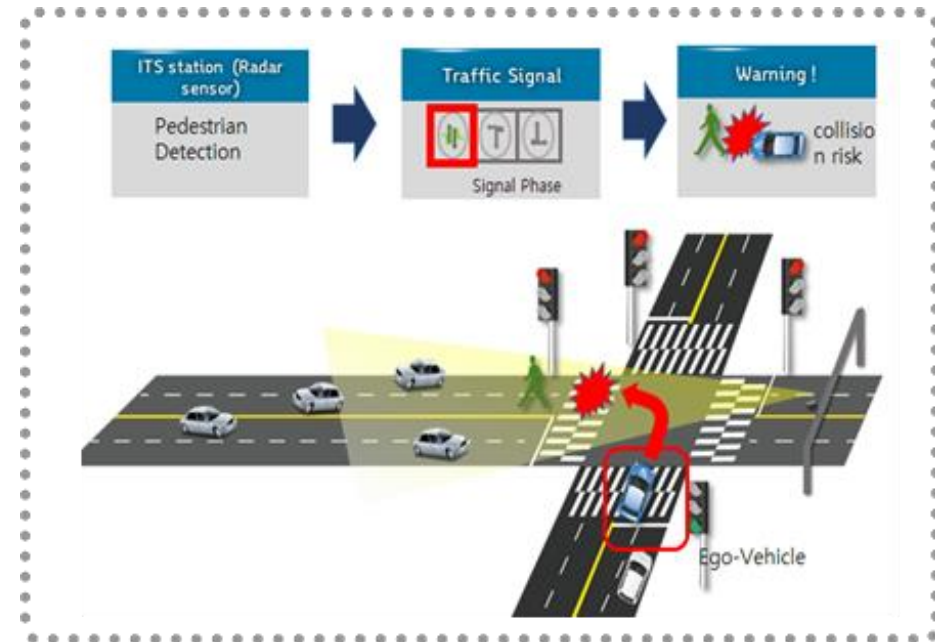 ITS station (Radar
sensor)
Pedestrian
Detection
Traffic Signal
Signal Phase
Warning !
collisio
n risk
Ego-Vehicle